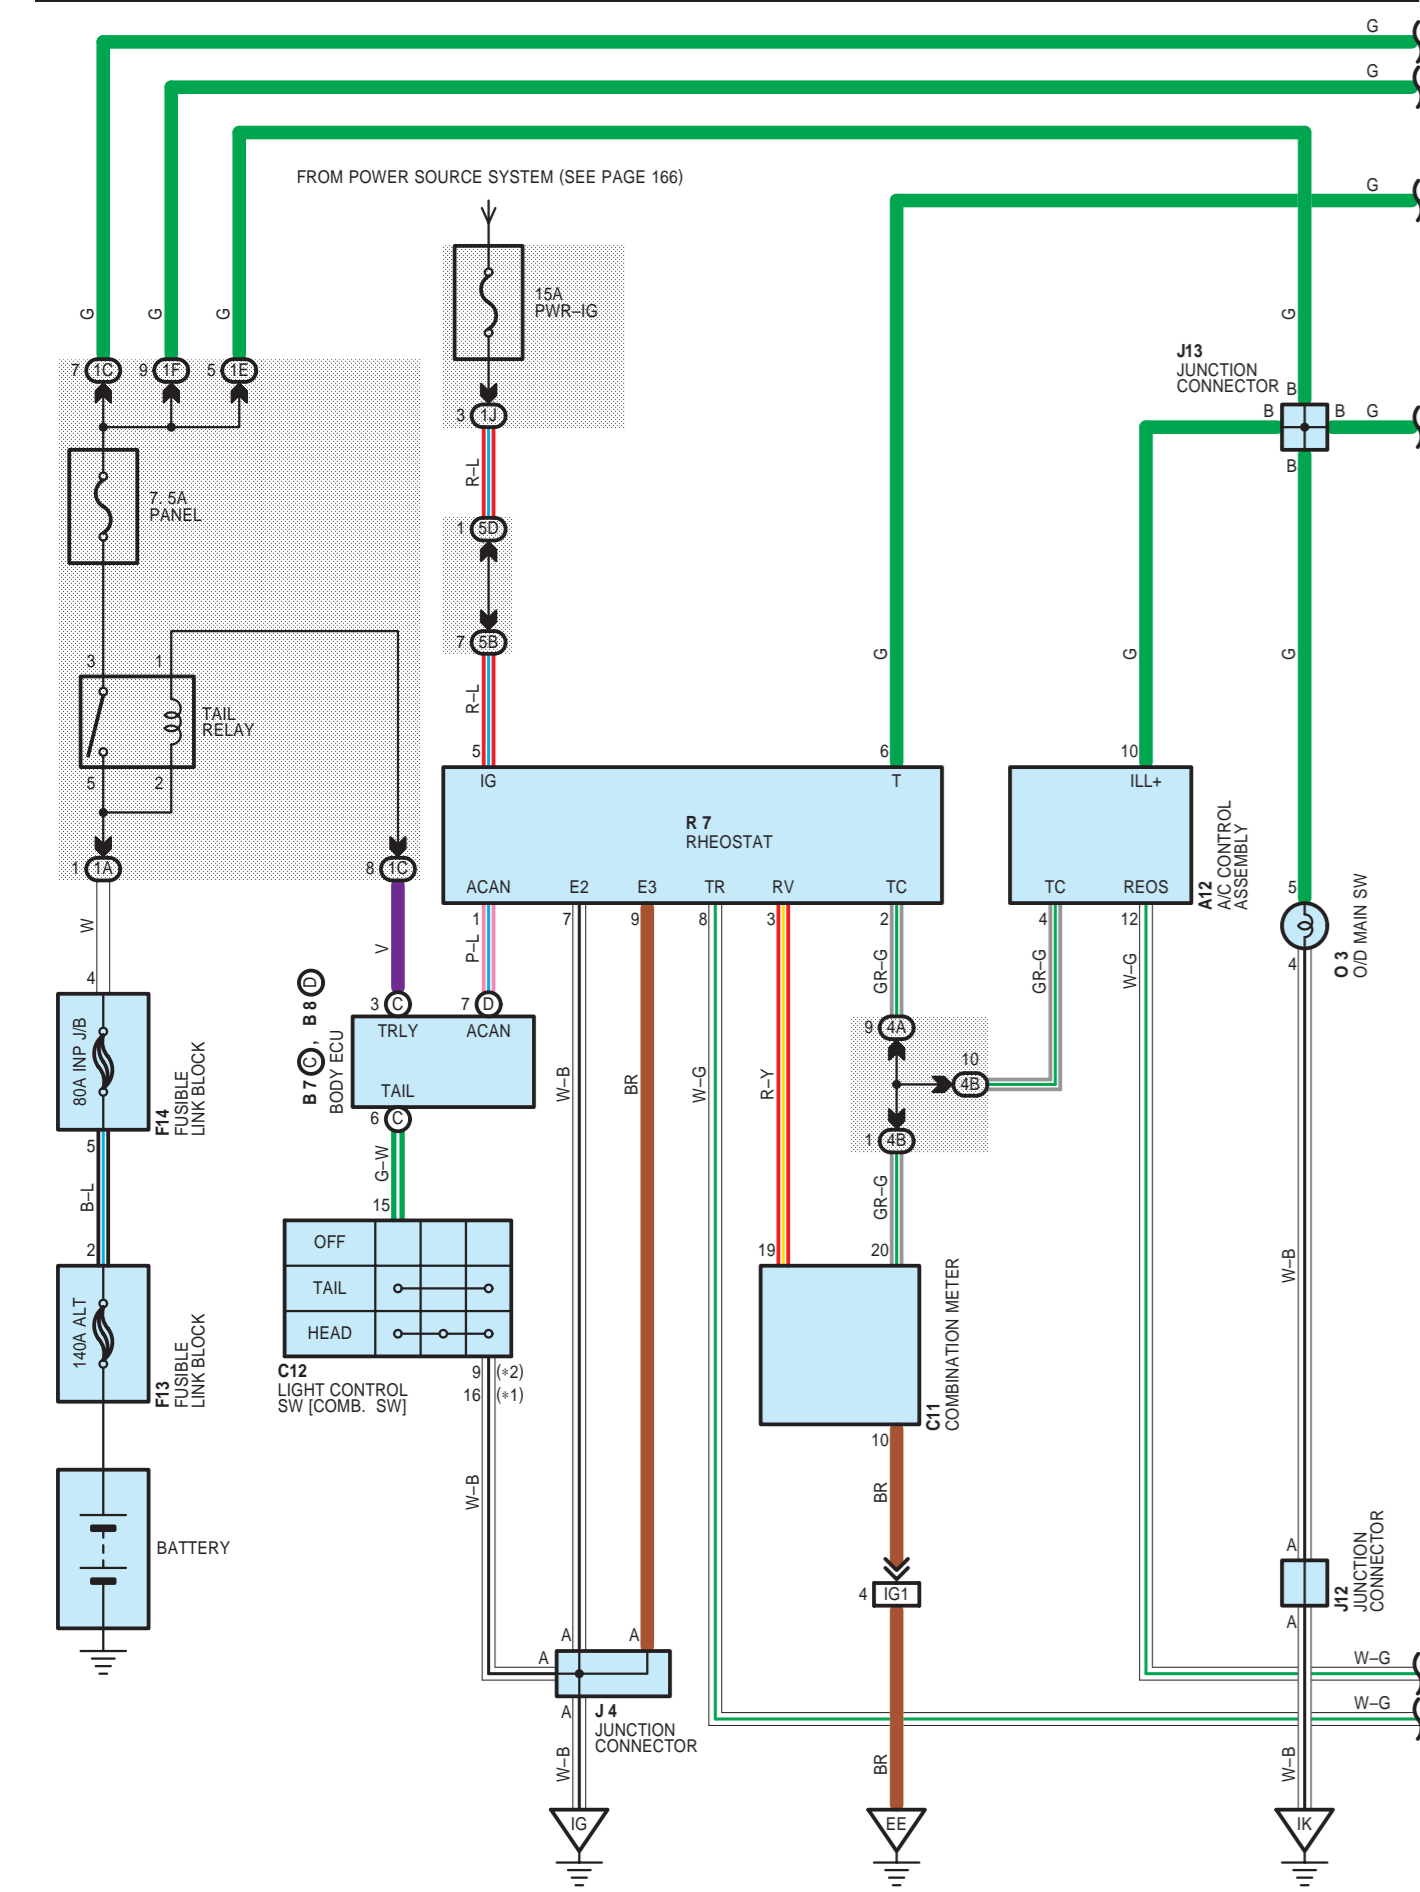 G
G
FROM POWER SOURCE SYSTEM (SEE PAGE 166)
G
15A
PWR–IG
G
G
G
G
J13
JUNCTION
CONNECTOR
7 1C
9 1F
5 1E
B
B
B
G
B
3 1J
R–L
7. 5A
PANEL
1 5D
7 5B
3
1
TAIL
RELAY
5
2
R–L
G
G
G
5
6
10
IG
T
ILL+
R 7
RHEOSTAT
A12
A/C CONTROL
ASSEMBLY
1 1A
8 1C
ACAN
E2
E3
TR
RV
TC
TC
REOS
5
1
7
9
8
3
2
4
12
W
V
P–L
GR–G
GR–G
W–G
4
O 3
O/D MAIN SW
4
3 C
7 D
B 7 C , B 8 D
BODY ECU
TRLY
ACAN
TAIL
9 4A
10
4B
1 4B
80A INP J/B
F14
FUSIBLE
LINK BLOCK
W–B
BR
W–G
R–Y
6 C
5
G–W
GR–G
B–L
15
2
19
20
OFF
TAIL
HEAD
W–B
140A ALT
F13
FUSIBLE
LINK BLOCK
C11
COMBINATION METER
C12
LIGHT CONTROL
SW [COMB. SW]
9 (*2)
16 (*1)
10
W–B
BR
BATTERY
A
J12
JUNCTION
CONNECTOR
A
4 IG1
A
A
A
A
W–G
W–G
J 4
JUNCTION
CONNECTOR
W–B
BR
W–B
IG
EE
IK